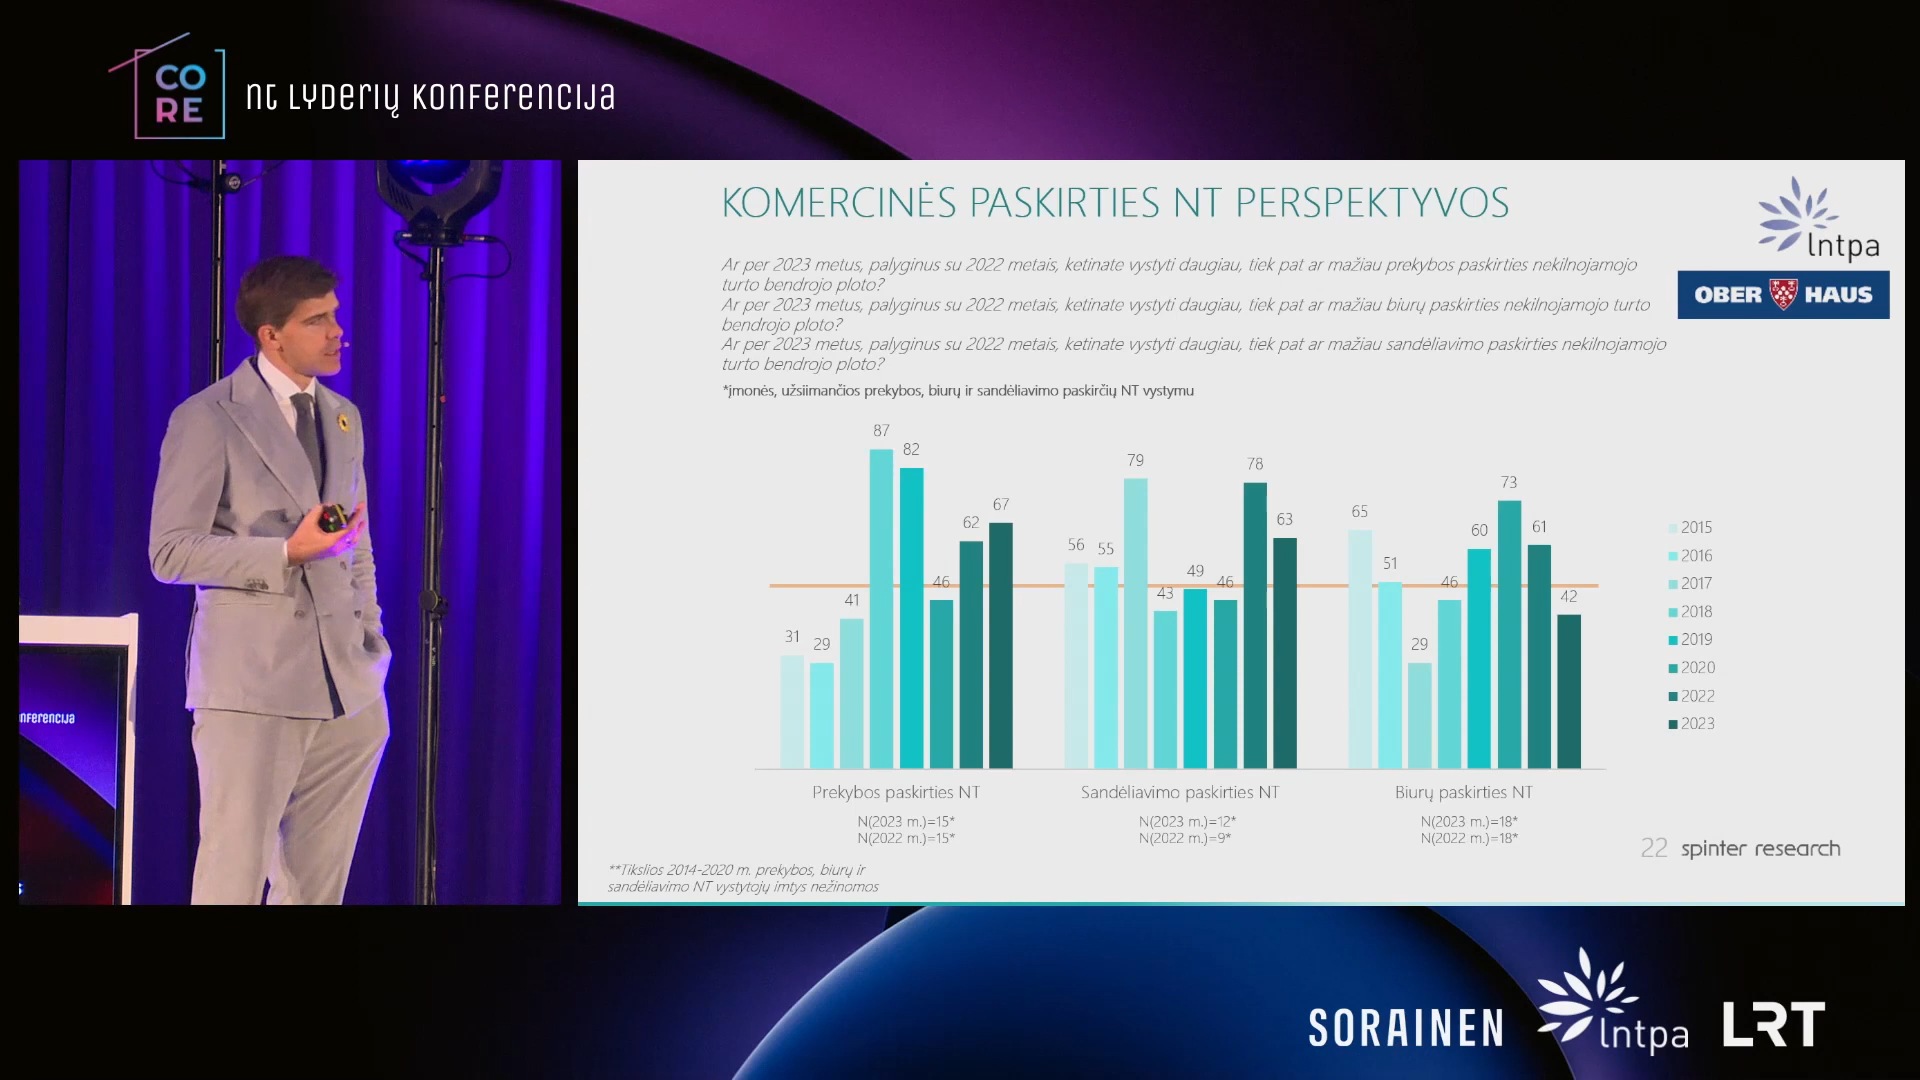 CO
RE
nt Lyderių Konferencija
KOMERCINĖS PASKIRTIES NT PERSPEKTYVOS
lntpa
OBER HAUS
Ar per 2023 metus, palyginus su 2022 metais, ketinate vystyti daugiau, tiek pat ar mažiau prekybos paskirties nekilnojamojo
turto bendrojo ploto?
Ar per 2023 metus, palyginus su 2022 metais, ketinate vystyti daugiau, tiek pat ar mažiau biurų paskirties nekilnojamojo turto
bendrojo ploto?
Ar per 2023 metus, palyginus su 2022 metais, ketinate vystyti daugiau, tiek pat ar mažiau sandėliavimo paskirties nekilnojamojo
turto bendrojo ploto?
*įmonės, užsiimančios prekybos, biurų ir sandėliavimo paskirčių NT vystymu
31 29 41 87 82 46 62 67
56 55 79 43 49 46 78 63
65 51 29 46 60 73 61 42
2015
2016
2017
2018
2019
2020
2022
2023
Prekybos paskirties NT
N(2023 m.)=15*
N(2022 m.)=15*
Sandėliavimo paskirties NT
N(2023 m.)=12*
N(2022 m.)=9*
Biurų paskirties NT
N(2023 m.)=18*
N(2022 m.)=18*
**Tikslios 2014-2020 m. prekybos, biurų ir
sandėliavimo NT vystytojų imtys nežinomos
22 spinter research
nferencija
SORAINEN
lntpa
LRT